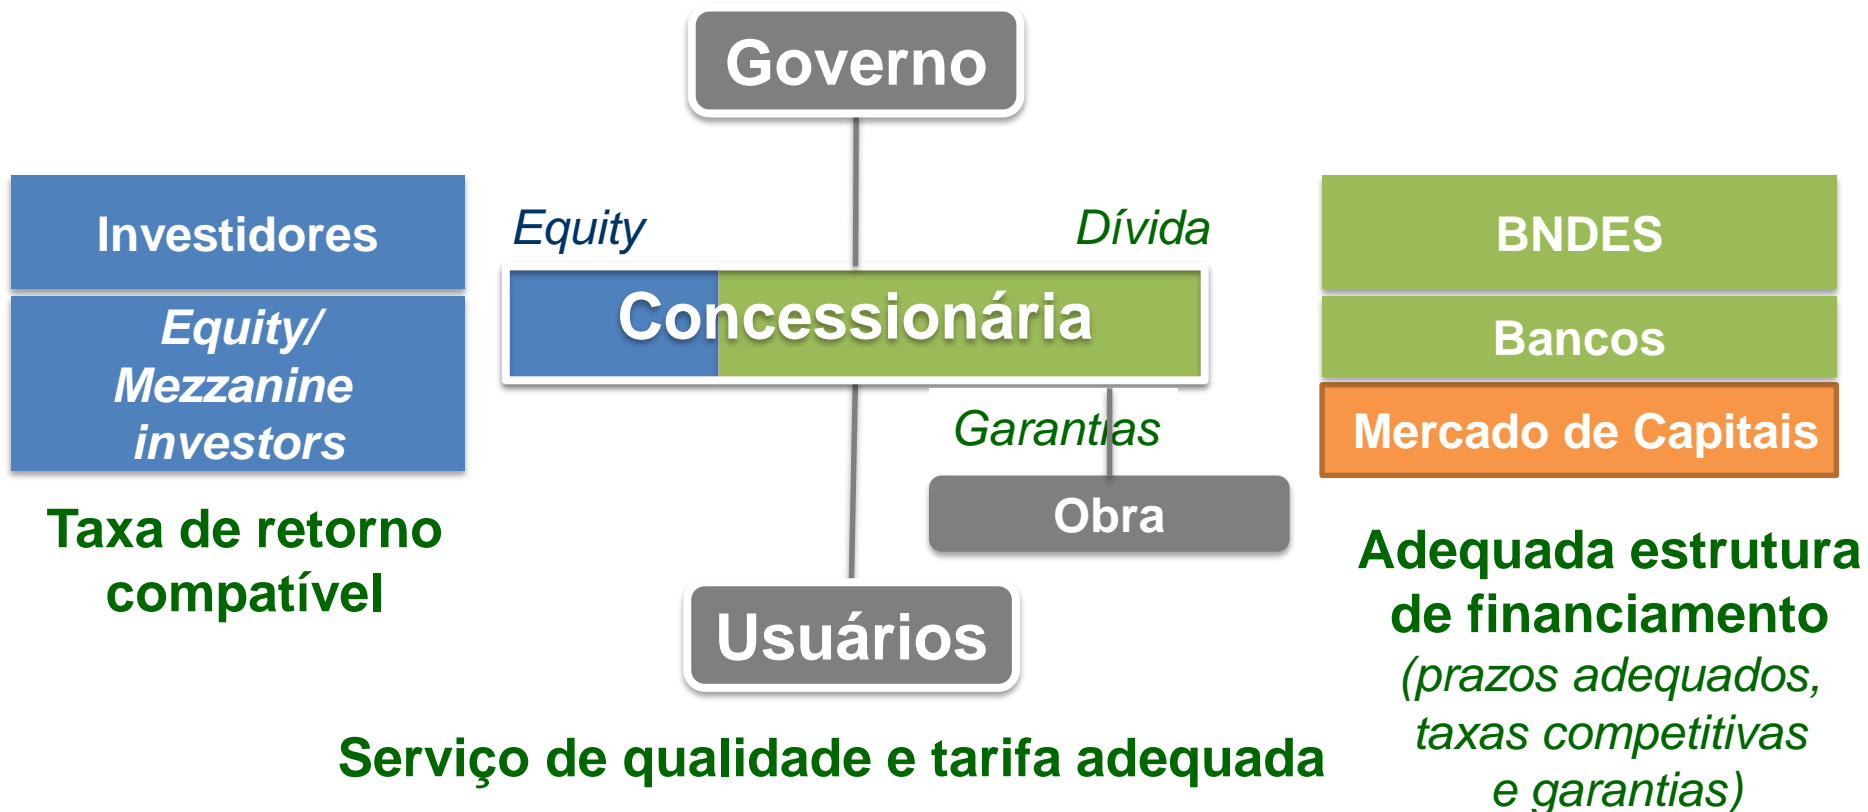 Governo
Investidores
Equity/
Mezzanine
investors
Taxa de retorno
compatível
Equity
Dívida
Concessionária
Garantias
Obra
Usuários
Serviço de qualidade e tarifa adequada
BNDES
Bancos
Mercado de Capitais
Adequada estrutura
de financiamento
(prazos adequados,
taxas competitivas
e garantias)